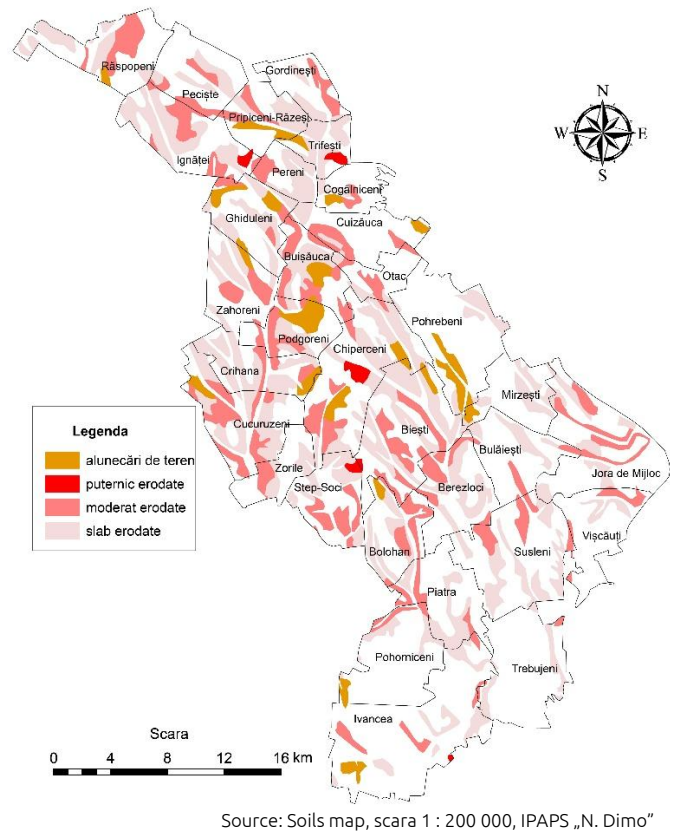 Răspopeni
Gordinești
Peciște
Pripiceni-Răzeși
Trifești
Ignăței
Pereni
Cogâlniceni
Ghiduleni
Cuizăuca
Buișăuca
Otac
Zahoreni
Pohrebeni
Podgoreni
Chiperceni
Crihana
Mirzești
Cucuruzeni
Biești
Bulăiești
Zorile
Jora de Mijloc
Step-Soci
Berezloci
Vișcăuți
Bolohan
Susleni
Piatra
Pohorniceni
Trebujeni
Ivancea
N
W
E
S
Legenda
alunecări de teren
puternic erodate
moderat erodate
slab erodate
Scara
0 4 8 16 km
Source: Soils map, scara 1 : 200 000, IPAPS „N. Dimo”